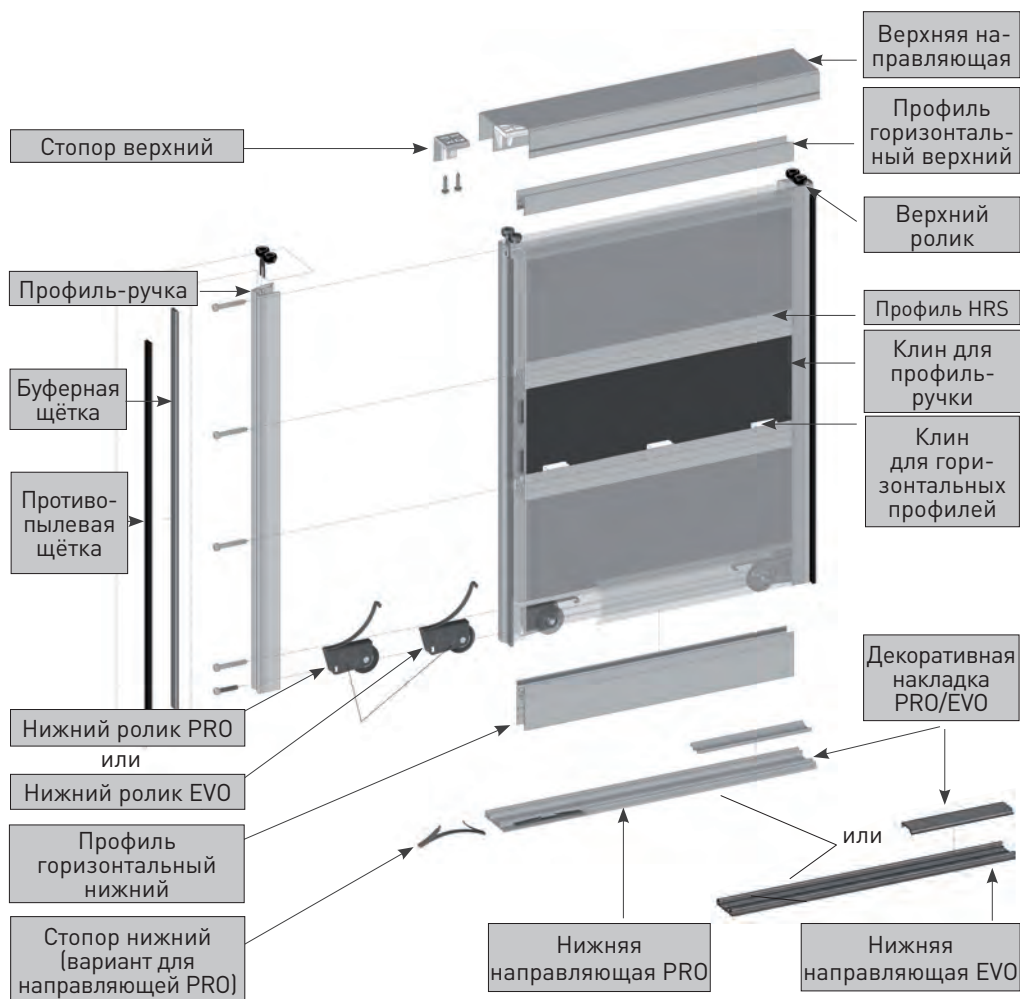 Верхняя на-
правляющая
Профиль
горизонталь-
ный верхний
Стопор верхний
Верхний
ролик
Профиль-ручка
Профиль HRS
Клин для
профиль-
ручки
Буферная
щётка
Клин
для гори-
зонтальных
профилей
Противо-
пылевая
щётка
Декоративная
накладка
PRO/EVO
Нижний ролик PRO
или
Нижний ролик EVO
или
Профиль
горизонтальный
нижний
Стопор нижний
(вариант для
направляющей PRO)
Нижняя
направляющая PRO
Нижняя
направляющая EVO